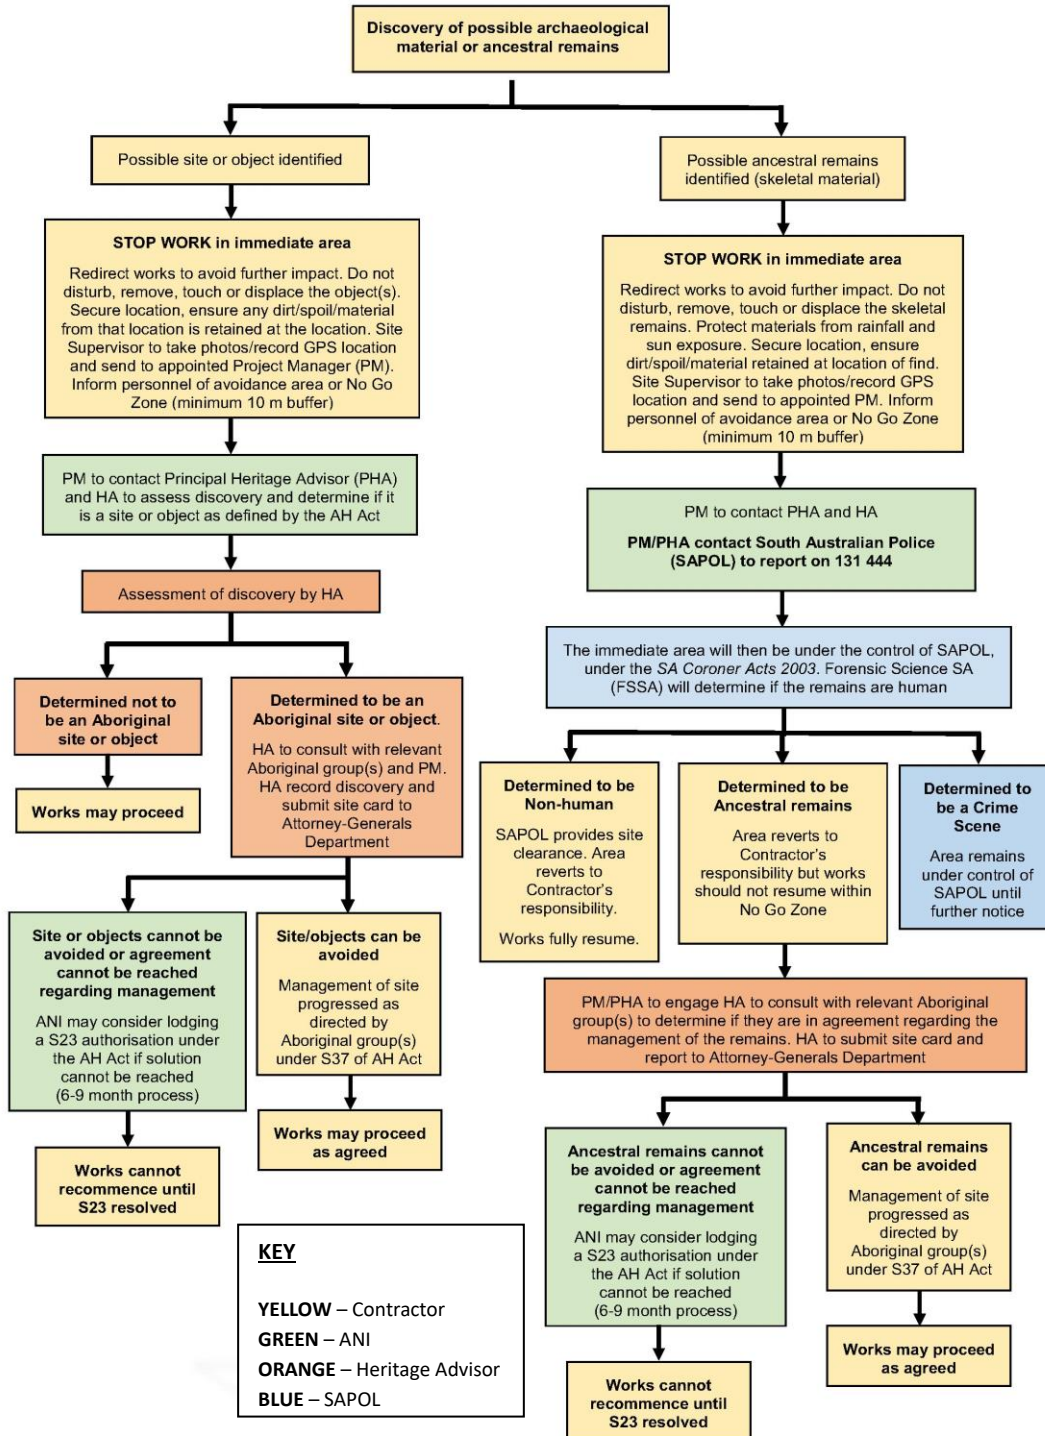 Discovery of possible archaeological
material or ancestral remains
Possible site or object identified
STOP WORK in immediate area
Redirect works to avoid further impact. Do not
disturb, remove, touch or displace the object(s).
Secure location, ensure any dirt/spoil/material
from that location is retained at the location. Site
Supervisor to take photos/record GPS location
and send to appointed Project Manager (PM).
Inform personnel of avoidance area or No Go
Zone (minimum 10 m buffer)
PM to contact Principal Heritage Advisor (PHA)
and HA to assess discovery and determine if it
is a site or object as defined by the AH Act
Assessment of discovery by HA
Determined not to
be an Aboriginal
site or object
Works may proceed
Determined to be an
Aboriginal site or object.
HA to consult with relevant
Aboriginal group(s) and PM.
HA record discovery and
submit site card to
Attorney-Generals
Department
Site or objects cannot be
avoided or agreement
cannot be reached
regarding management
ANI may consider lodging
a S23 authorisation under
the AH Act if solution
cannot be reached
(6-9 month process)
Works cannot
recommence until
S23 resolved
Site/objects can be
avoided
Management of site
progressed as
directed by
Aboriginal group(s)
under S37 of AH Act
Works may proceed
as agreed
Possible ancestral remains
identified (skeletal material)
STOP WORK in immediate area
Redirect works to avoid further impact. Do not
disturb, remove, touch or displace the skeletal
remains. Protect materials from rainfall and
sun exposure. Secure location, ensure
dirt/spoil/material retained at location of find.
Site Supervisor to take photos/record GPS
location and send to appointed PM. Inform
personnel of avoidance area or No Go Zone
(minimum 10 m buffer)
PM to contact PHA and HA
PM/PHA contact South Australian Police
(SAPOL) to report on 131 444
The immediate area will then be under the control of SAPOL,
under the SA Coroner Acts 2003. Forensic Science SA
(FSSA) will determine if the remains are human
Determined to be
Non-human
SAPOL provides site
clearance. Area
reverts to
Contractor's
responsibility.
Works fully resume.
Determined to be
Ancestral remains
Area reverts to
Contractor's
responsibility but works
should not resume within
No Go Zone
Determined to
be a Crime
Scene
Area remains
under control of
SAPOL until
further notice
PM/PHA to engage HA to consult with relevant Aboriginal
group(s) to determine if they are in agreement regarding the
management of the remains. HA to submit site card and
report to Attorney-Generals Department
Ancestral remains cannot
be avoided or agreement
cannot be reached
regarding management
ANI may consider lodging
a S23 authorisation under
the AH Act if solution
cannot be reached
(6-9 month process)
Works cannot
recommence until
S23 resolved
Ancestral remains
can be avoided
Management of site
progressed as
directed by
Aboriginal group(s)
under S37 of AH Act
Works may proceed
as agreed
KEY
YELLOW – Contractor
GREEN – ANI
ORANGE – Heritage Advisor
BLUE – SAPOL